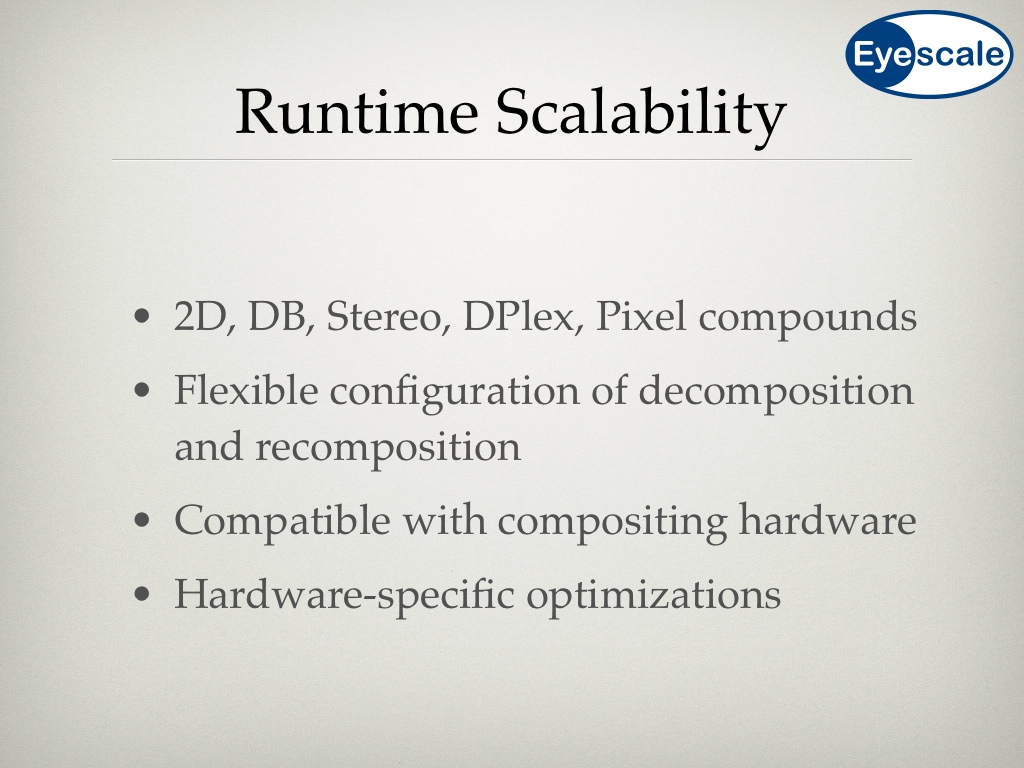 Eyescale
Runtime Scalability
• 2D, DB, Stereo, DPlex, Pixel compounds
• Flexible configuration of decomposition
and recomposition
• Compatible with compositing hardware
• Hardware-specific optimizations